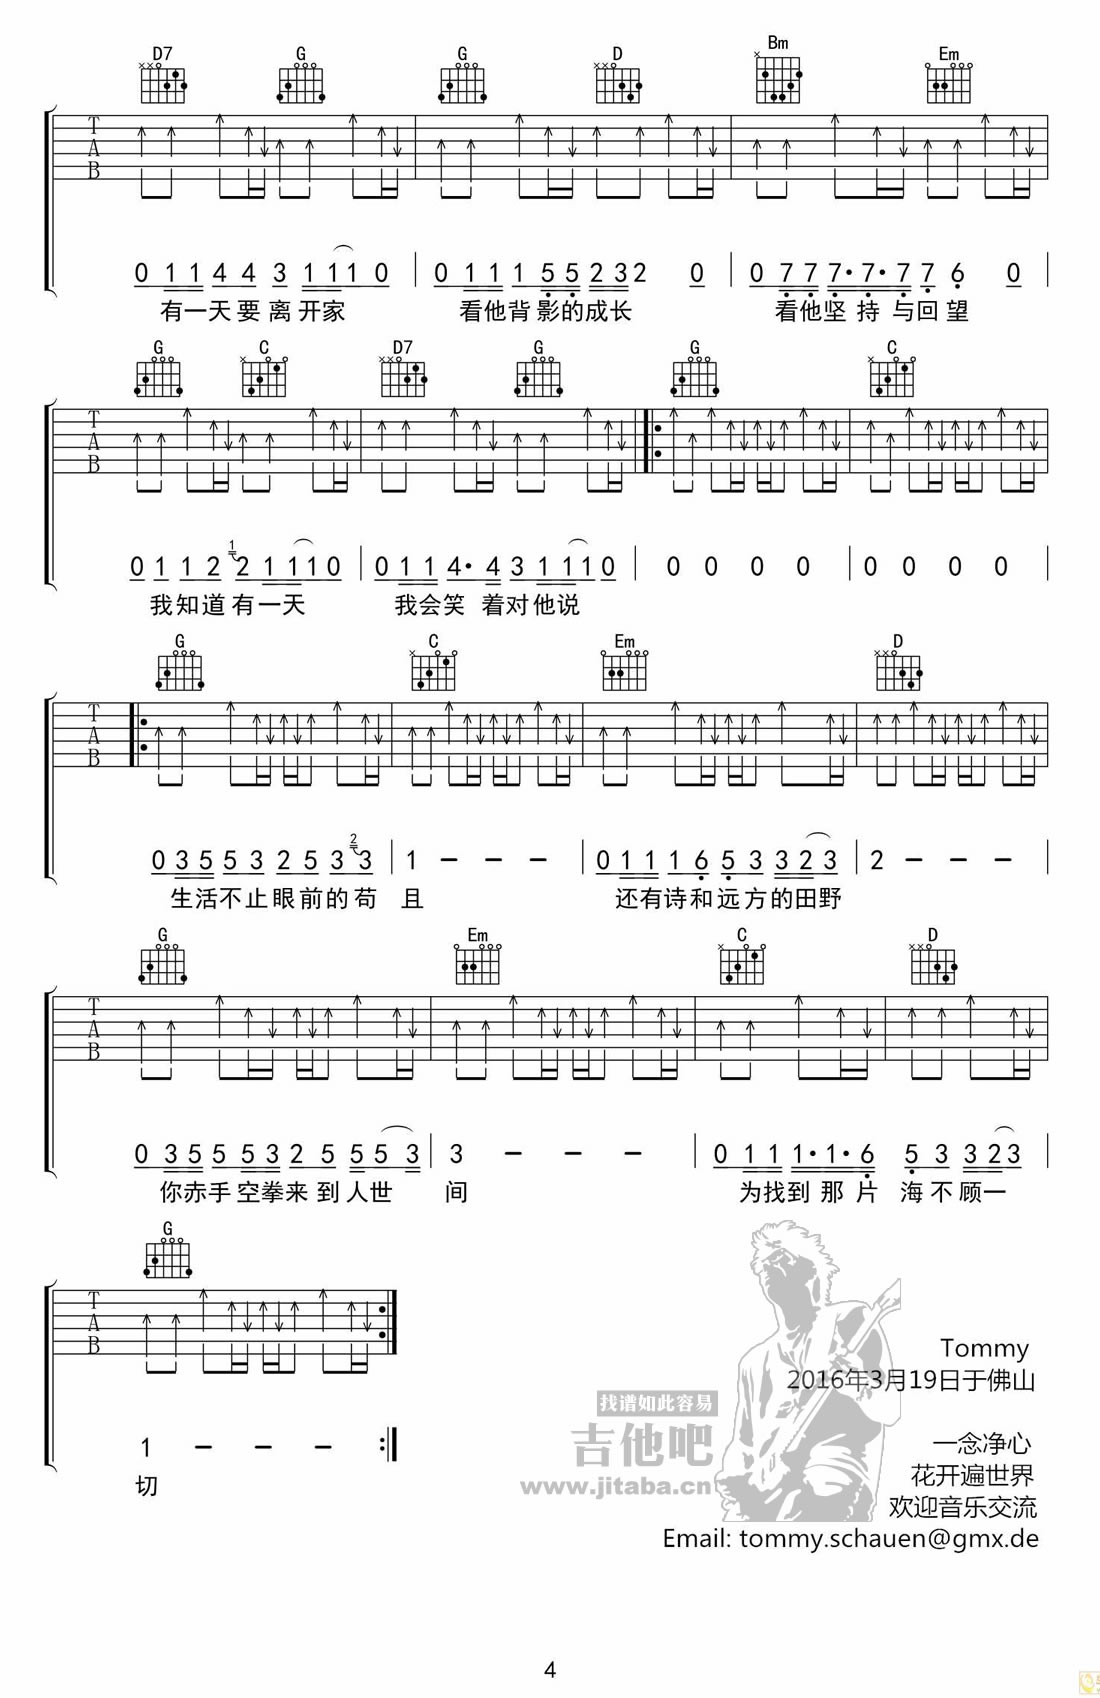 D7 G G D Bm Em
T
A
B
0 1 1 4 4 3 1 1 1 0 0 1 1 1 5 5 2 3 2 0 0 7 7 7· 7· 7 7 6 0
有一天要离开家 看他背影的成长 看他坚持与回望
G C D7 G G C
T
A
B
0 1 1 2 2 2 1 1 1 0 0 1 1 4· 4 3 1 1 1 0 0 0 0 0 0 0 0 0
我知道有一天 我会笑着对他说
G C Em D
T
A
B
0 3 5 5 3 2 5 3 2 3 1 – – – 0 1 1 1 6 5 3 3 2 3 2 – – –
生活不止眼前的苟且 还有诗和远方的田野
G Em C D
T
A
B
0 3 5 5 5 3 2 5 5 5 3 3 – – – 0 1 1 1· 1· 6 5 3 3 2 3
你赤手空拳来到人世间 为找到那片海不顾一
G
T
A
B
1 – – –
切
找谱如此容易
吉他吧
www.jitaba.cn
Tommy
2016年3月19日于佛山
一念净心
花开遍世界
欢迎音乐交流
Email: tommy.schauen@gmx.de
4